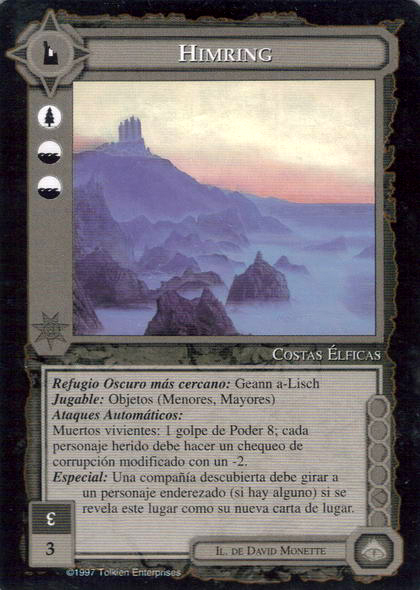 HIMRING
COSTAS ÉLFICAS
Refugio Oscuro más cercano: Geann a-Lisch
Jugable: Objetos (Menores, Mayores)
Ataques Automáticos:
Muertos vivientes: 1 golpe de Poder 8; cada
personaje herido debe hacer un chequeo de
corrupción modificado con un -2.
Especial: Una compañía descubierta debe girar a
un personaje enderezado (si hay alguno) si se
revela este lugar como su nueva carta de lugar.
ε
3
IL. DE DAVID MONETTE
©1997 Tolkien Enterprises